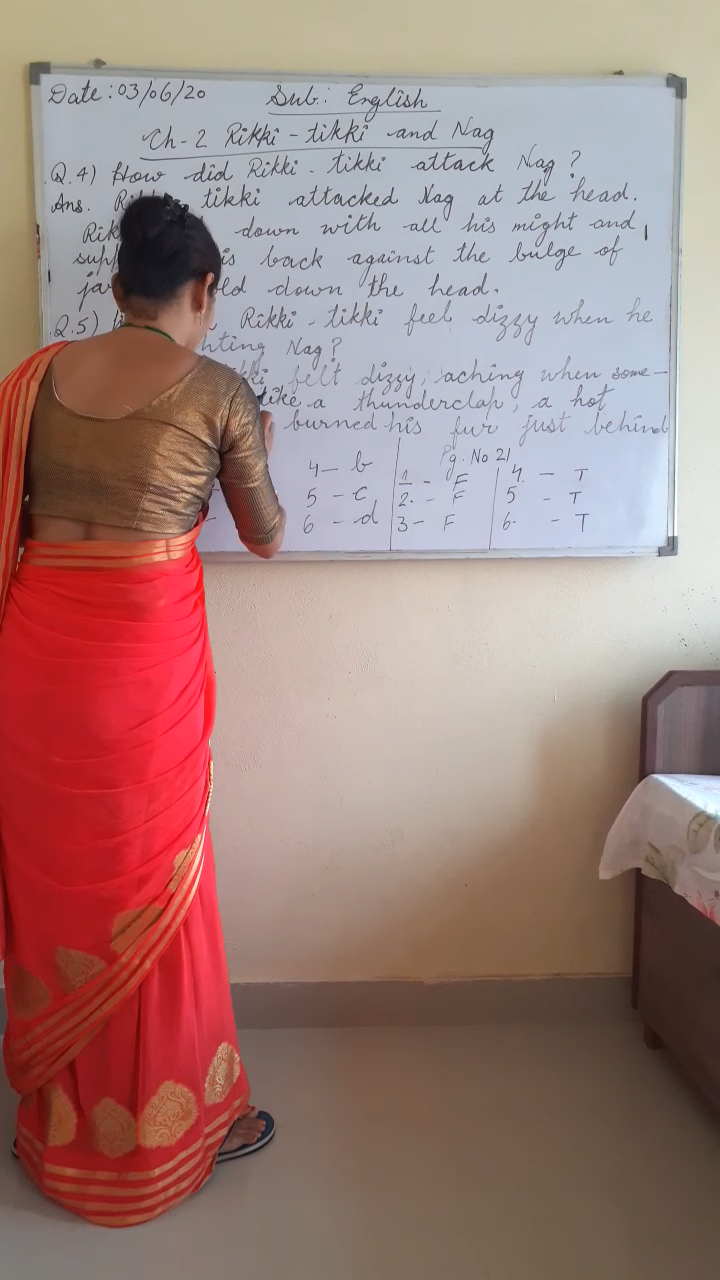 Date: 03/06/20 Sub: English
Ch-2 Rikki-tikki and Nag
Q.4) How did Rikki-tikki attack Nag?
Ans. tikki attacked Nag at the head.
down with all his might and
back against the bulge of
down the head.
Q.5) Rikki-tikki feel dizzy when he
Nag?
felt dizzy, aching when some-
like a thunderclap, a hot
burned his fur just behind
Pg. No 21
4 - b 1 - F 4. - T
5 - c 2. - F 5 - T
6 - d 3 - F 6. - T